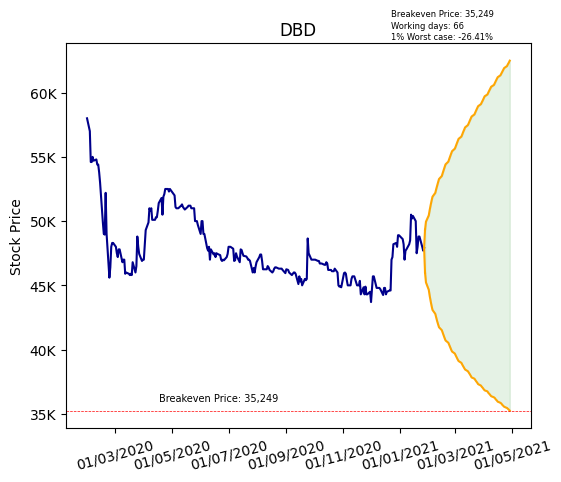 Breakeven Price: 35,249
Working days: 66
1% Worst case: -26.41%
DBD
Stock Price
60K
55K
50K
45K
40K
35K
Breakeven Price: 35,249
01/03/2020
01/05/2020
01/07/2020
01/09/2020
01/11/2020
01/01/2021
01/03/2021
01/05/2021